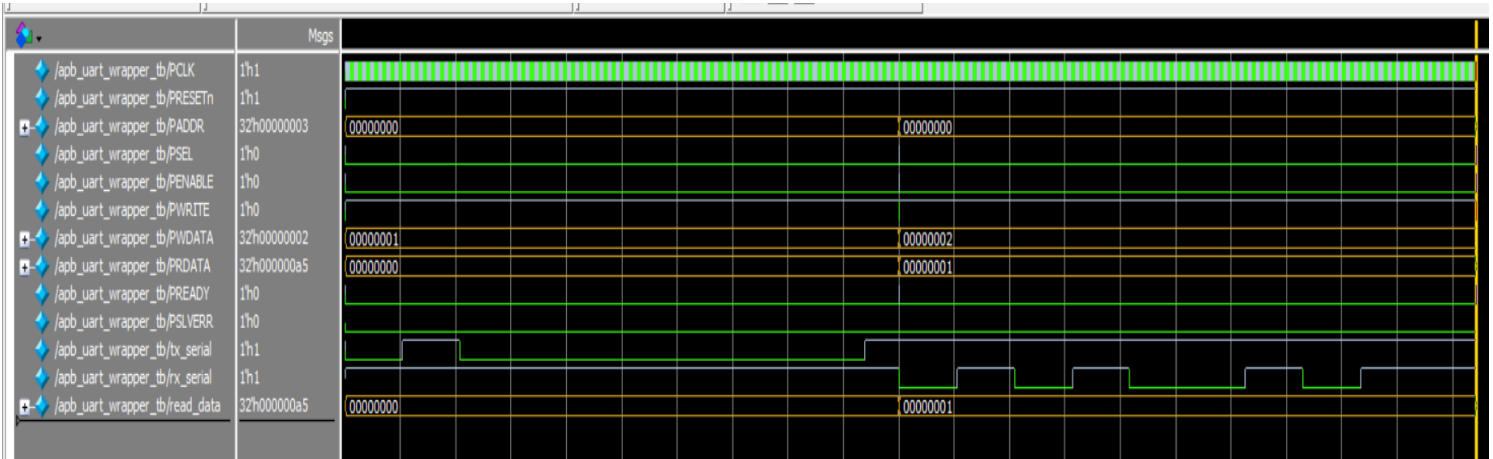 Msgs
/apb_uart_wrapper_tb/PCLK 1'h1
/apb_uart_wrapper_tb/PRESETn 1'h1
/apb_uart_wrapper_tb/PADDR 32'h00000003 00000000 00000000
/apb_uart_wrapper_tb/PSEL 1'h0
/apb_uart_wrapper_tb/PENABLE 1'h0
/apb_uart_wrapper_tb/PWRITE 1'h0
/apb_uart_wrapper_tb/PWDATA 32'h00000002 00000001 00000002
/apb_uart_wrapper_tb/PRDATA 32'h000000a5 00000000 00000001
/apb_uart_wrapper_tb/PREADY 1'h0
/apb_uart_wrapper_tb/PSLVERR 1'h0
/apb_uart_wrapper_tb/tx_serial 1'h1
/apb_uart_wrapper_tb/rx_serial 1'h1
/apb_uart_wrapper_tb/read_data 32'h000000a5 00000000 00000001